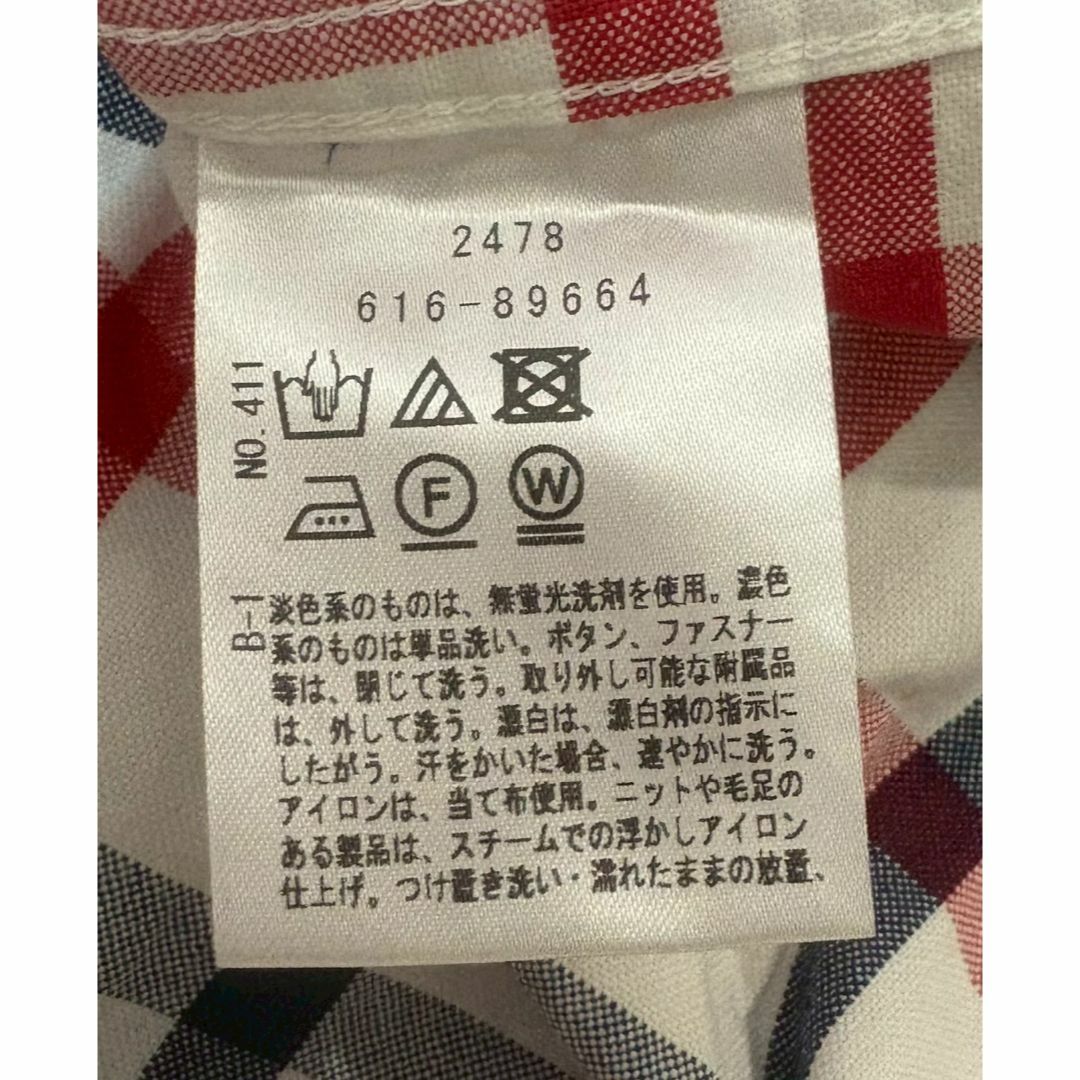 2478
616-89664
NO.411
F
W
B-1
淡色系のものは、無蛍光洗剤を使用。濃色
系のものは単品洗い。ボタン、ファスナー
等は、閉じて洗う。取り外し可能な附属品
は、外して洗う。漂白は、漂白剤の指示に
したがう。汗をかいた場合、速やかに洗う。
アイロンは、当て布使用。ニットや毛足の
ある製品は、スチームでの浮かしアイロン
仕上げ。つけ置き洗い・濡れたままの放置、